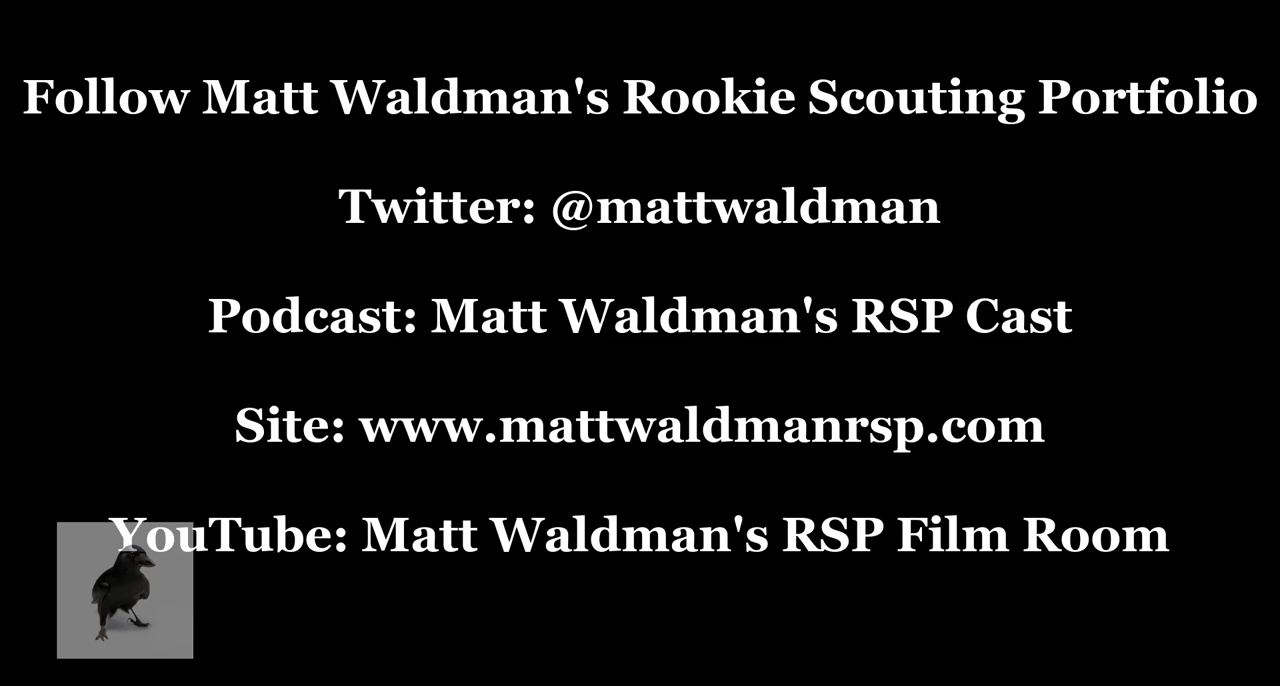 Follow Matt Waldman's Rookie Scouting Portfolio
Twitter: @mattwaldman
Podcast: Matt Waldman's RSP Cast
Site: www.mattwaldmanrsp.com
YouTube: Matt Waldman's RSP Film Room